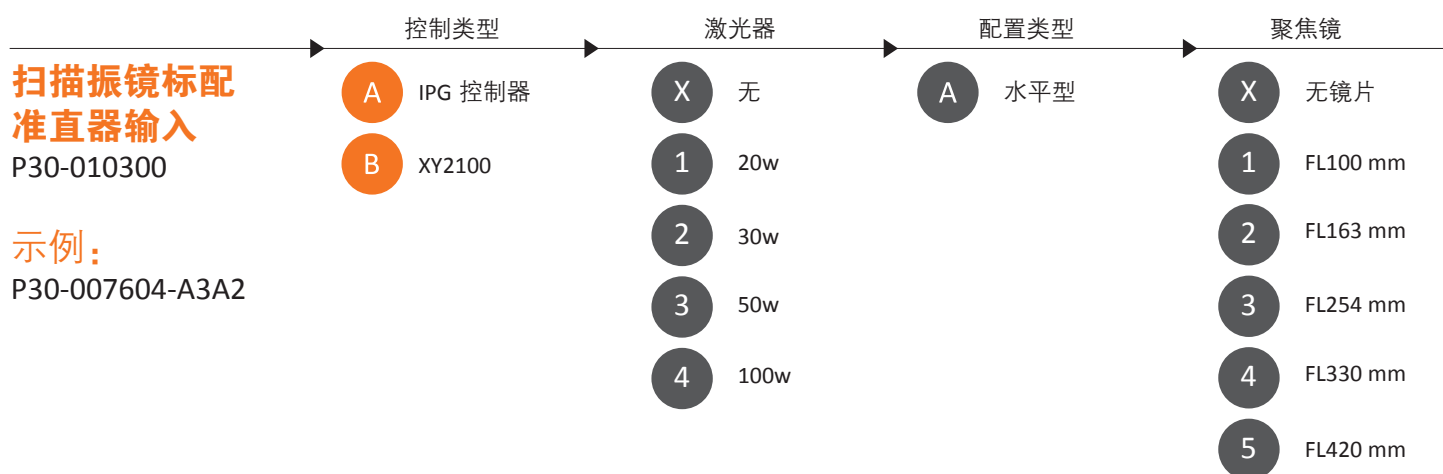 控制类型
激光器
配置类型
聚焦镜
扫描振镜标配
准直器输入
P30-010300
示例：
P30-007604-A3A2
A IPG 控制器
B XY2100
X 无
1 20w
2 30w
3 50w
4 100w
A 水平型
X 无镜片
1 FL100 mm
2 FL163 mm
3 FL254 mm
4 FL330 mm
5 FL420 mm